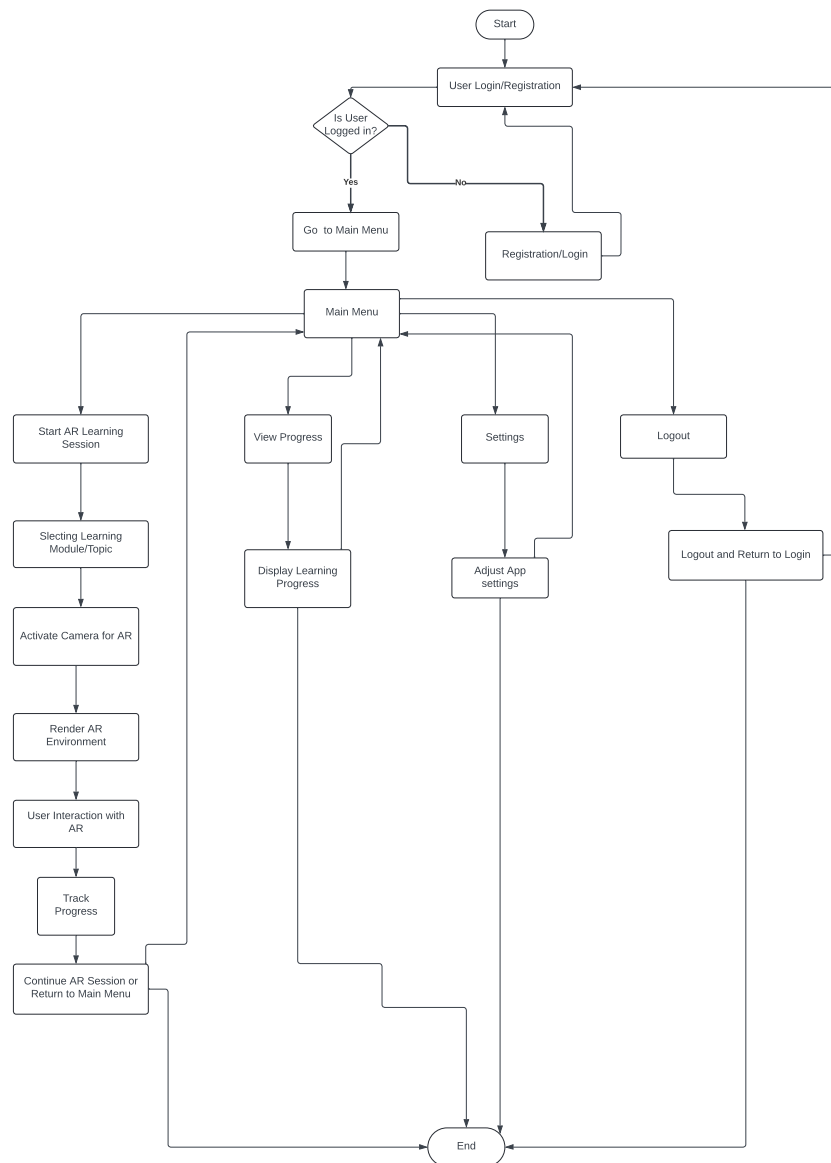 Start
User Login/Registration
Is User
Logged in?
Yes
No
Go  to Main Menu
Registration/Login
Main Menu
Start AR Learning
Session
View Progress
Settings
Logout
Slecting Learning
Module/Topic
Display Learning
Progress
Adjust App
settings
Logout and Return to Login
Activate Camera for AR
Render AR
Environment
User Interaction with
AR
Track
Progress
Continue AR Session or
Return to Main Menu
End